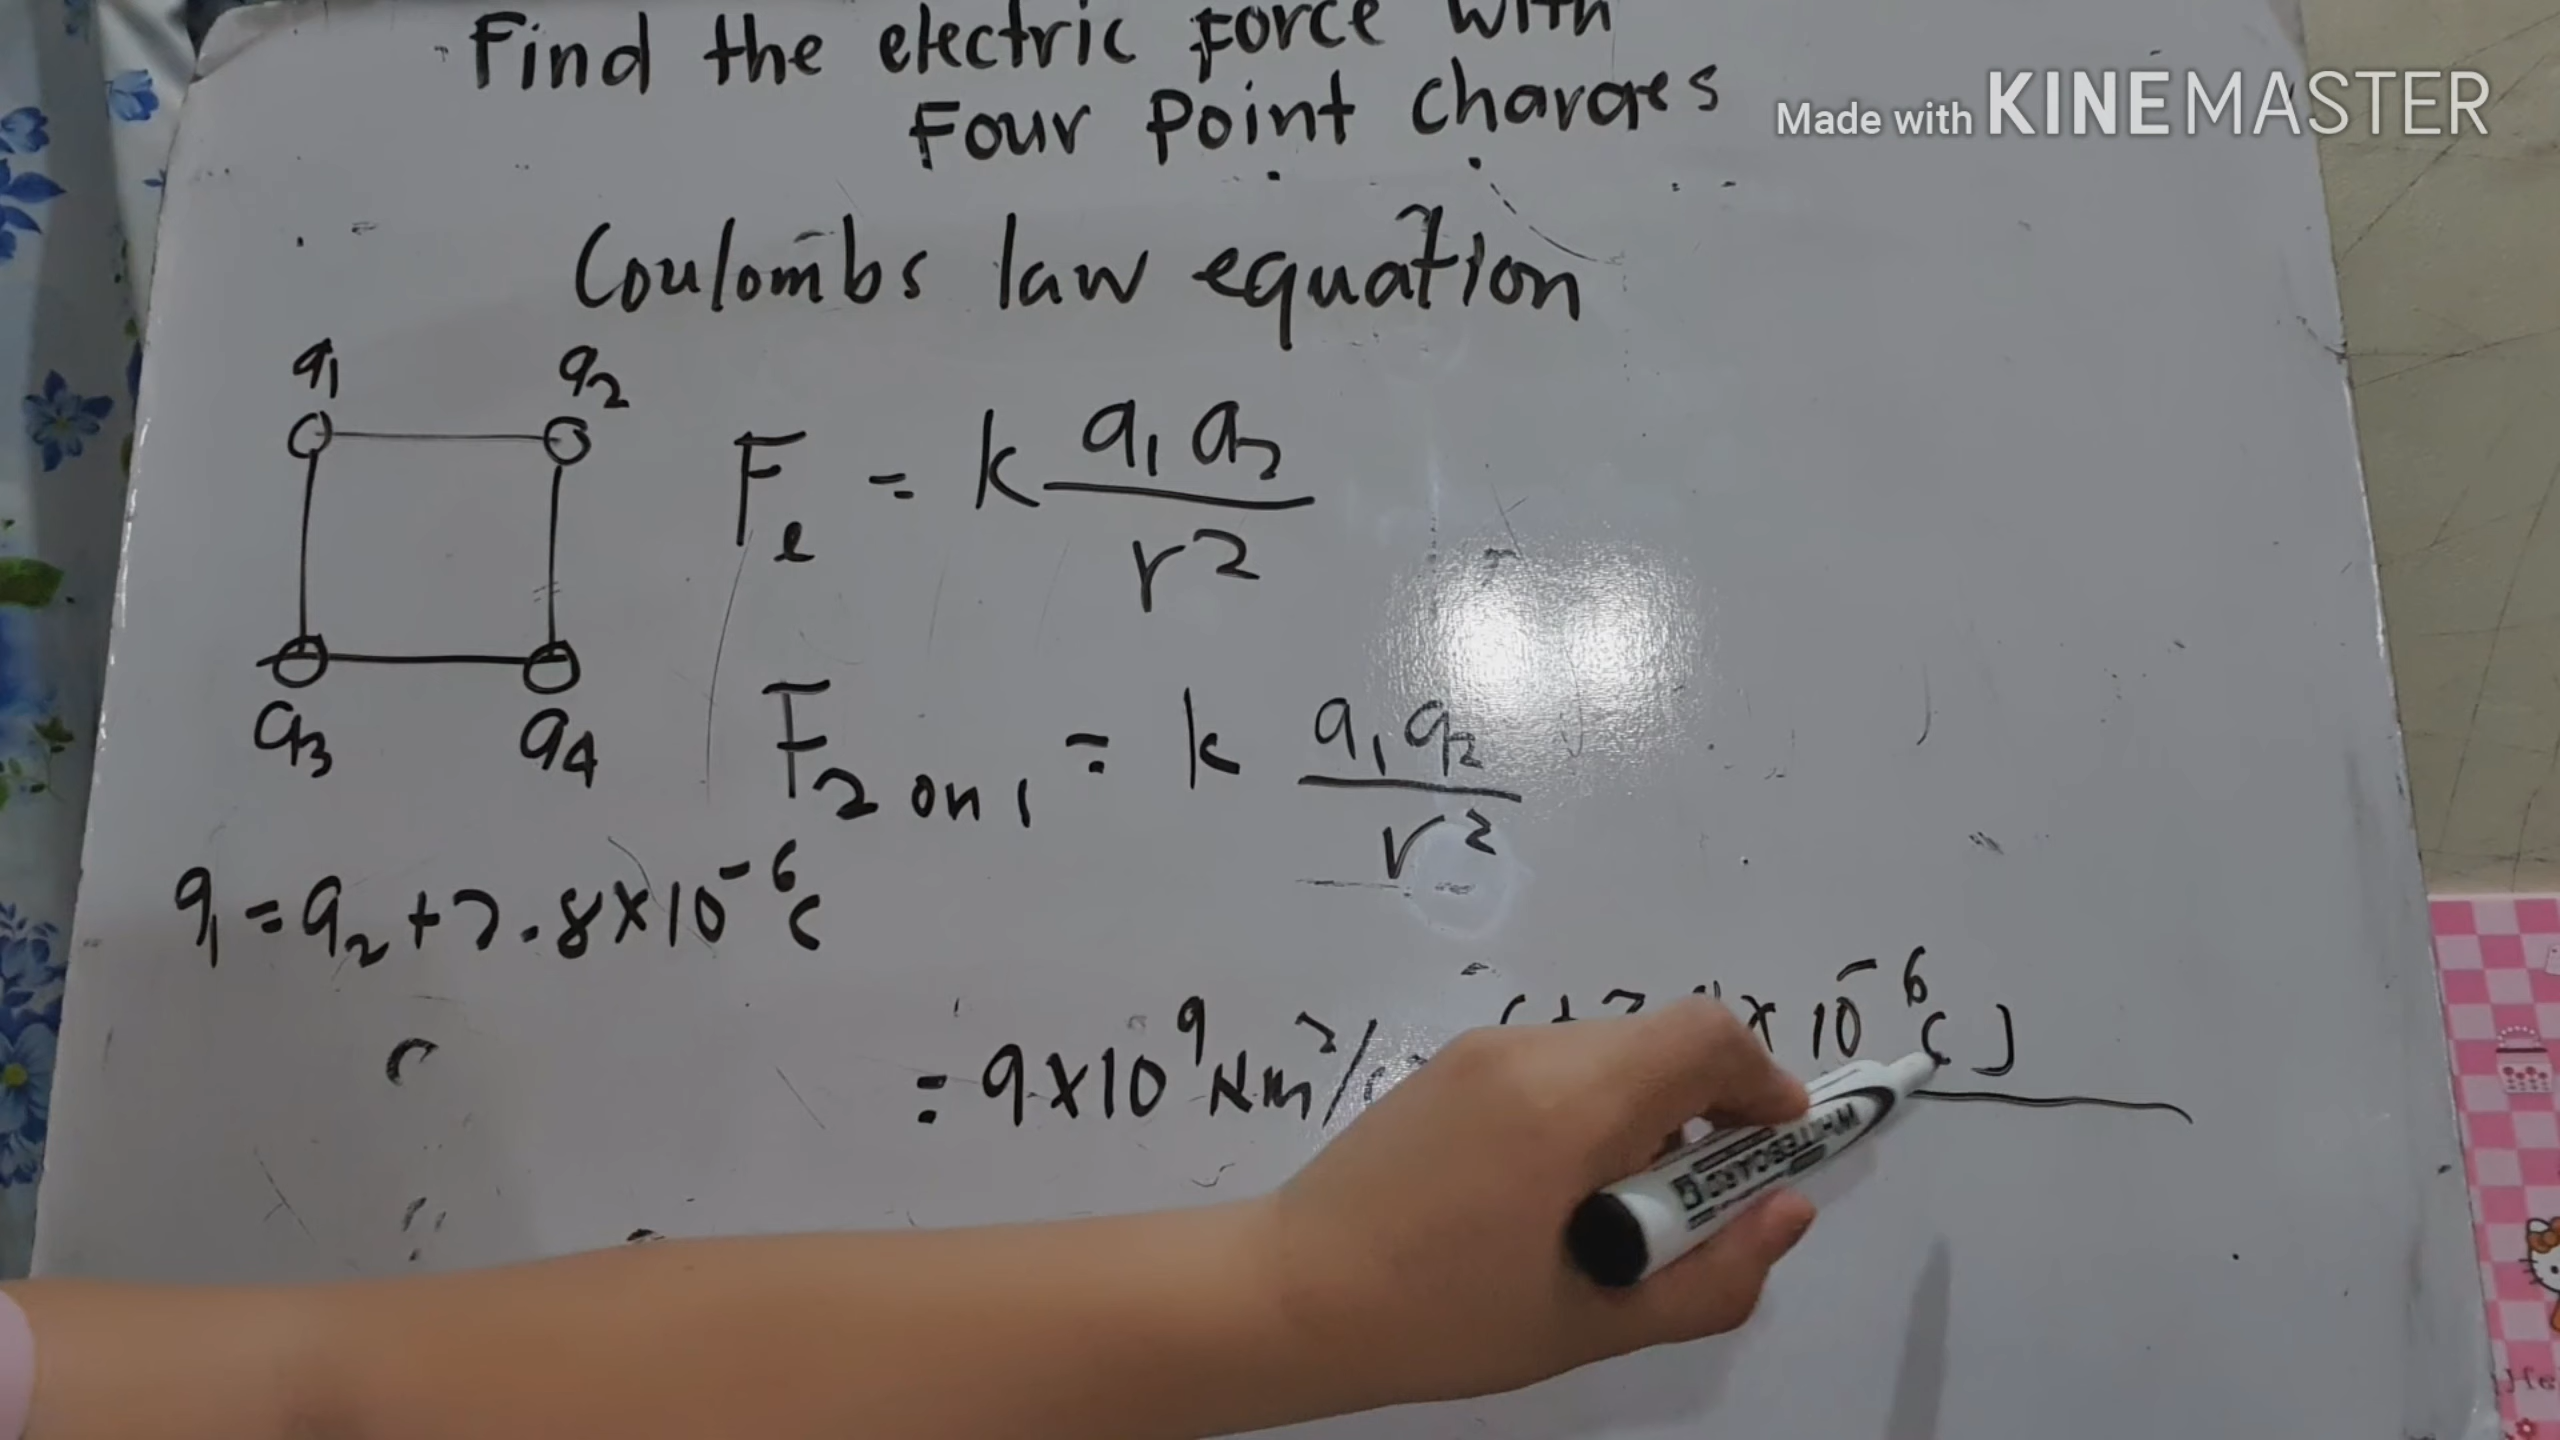 Find the electric Force with
Four Point Charges
Made with KINEMASTER
Coulombs law equation
q1 q2
Fe = k q1 q2 / r2
q3 q4
F2 on 1 = k q1 q2 / r2
q1 = q2 + 2.8 x 10-6 C
= 9 x 10 9 Nm2/ x 10-6 C)
WHITEBOARD